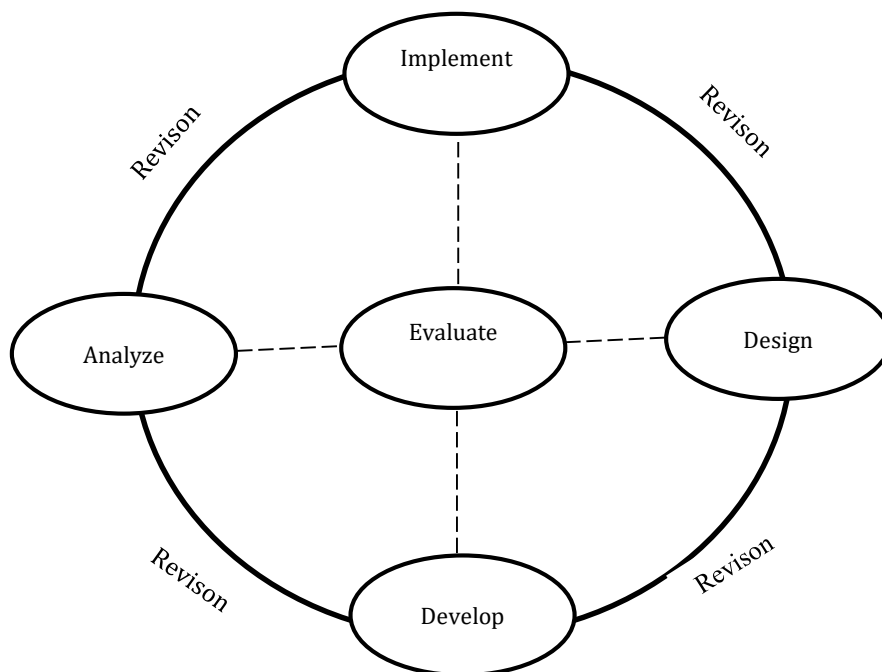 Implement
Revison
Revison
Evaluate
Analyze
Design
Revison
Revison
Develop